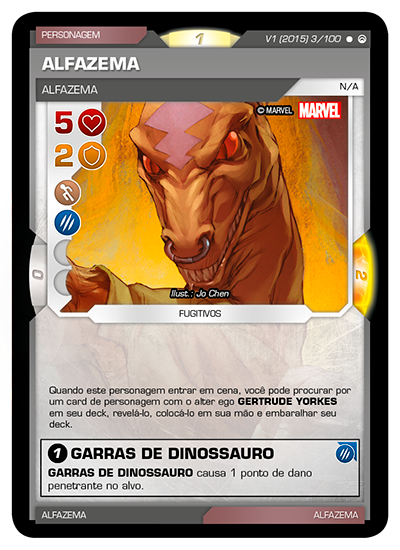 PERSONAGEM
1
V1 (2015) 3/100
ALFAZEMA
ALFAZEMA
N/A
© MARVEL MARVEL
5
2
0
2
Ilust.: Jo Chen
FUGITIVOS
Quando este personagem entrar em cena, você pode procurar por
um card de personagem com o alter ego GERTRUDE YORKES
em seu deck, revelá-lo, colocá-lo em sua mão e embaralhar seu
deck.
1 GARRAS DE DINOSSAURO
GARRAS DE DINOSSAURO causa 1 ponto de dano
penetrante no alvo.
ALFAZEMA
ALFAZEMA